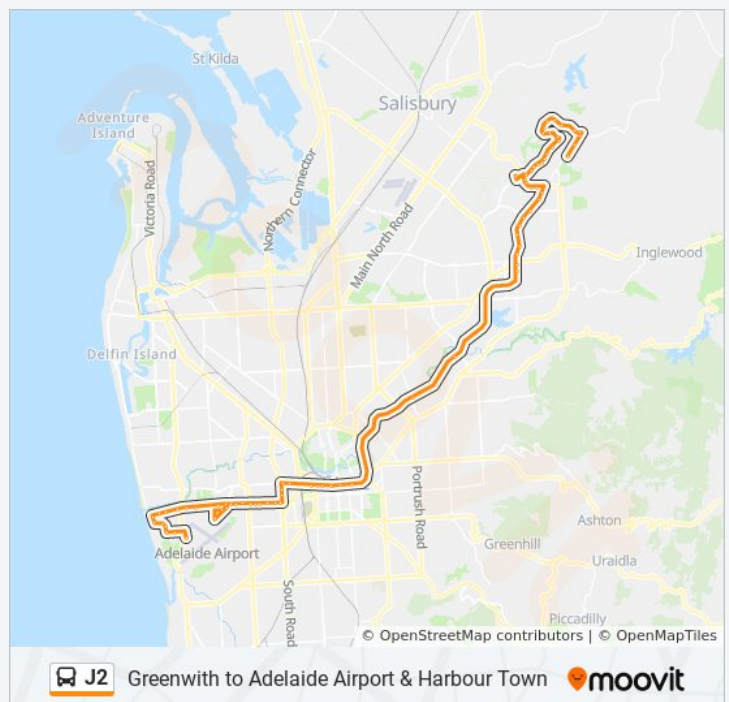 St Kilda
Salisbury
Adventure
Island
Victoria Road
Northern Connector
Main North Road
Inglewood
Delfin Island
Portrush Road
Ashton
Adelaide Airport
Greenhill
Uraidla
South Road
Piccadilly
© OpenStreetMap contributors | © OpenMapTiles
J2 Greenwith to Adelaide Airport & Harbour Town moovit